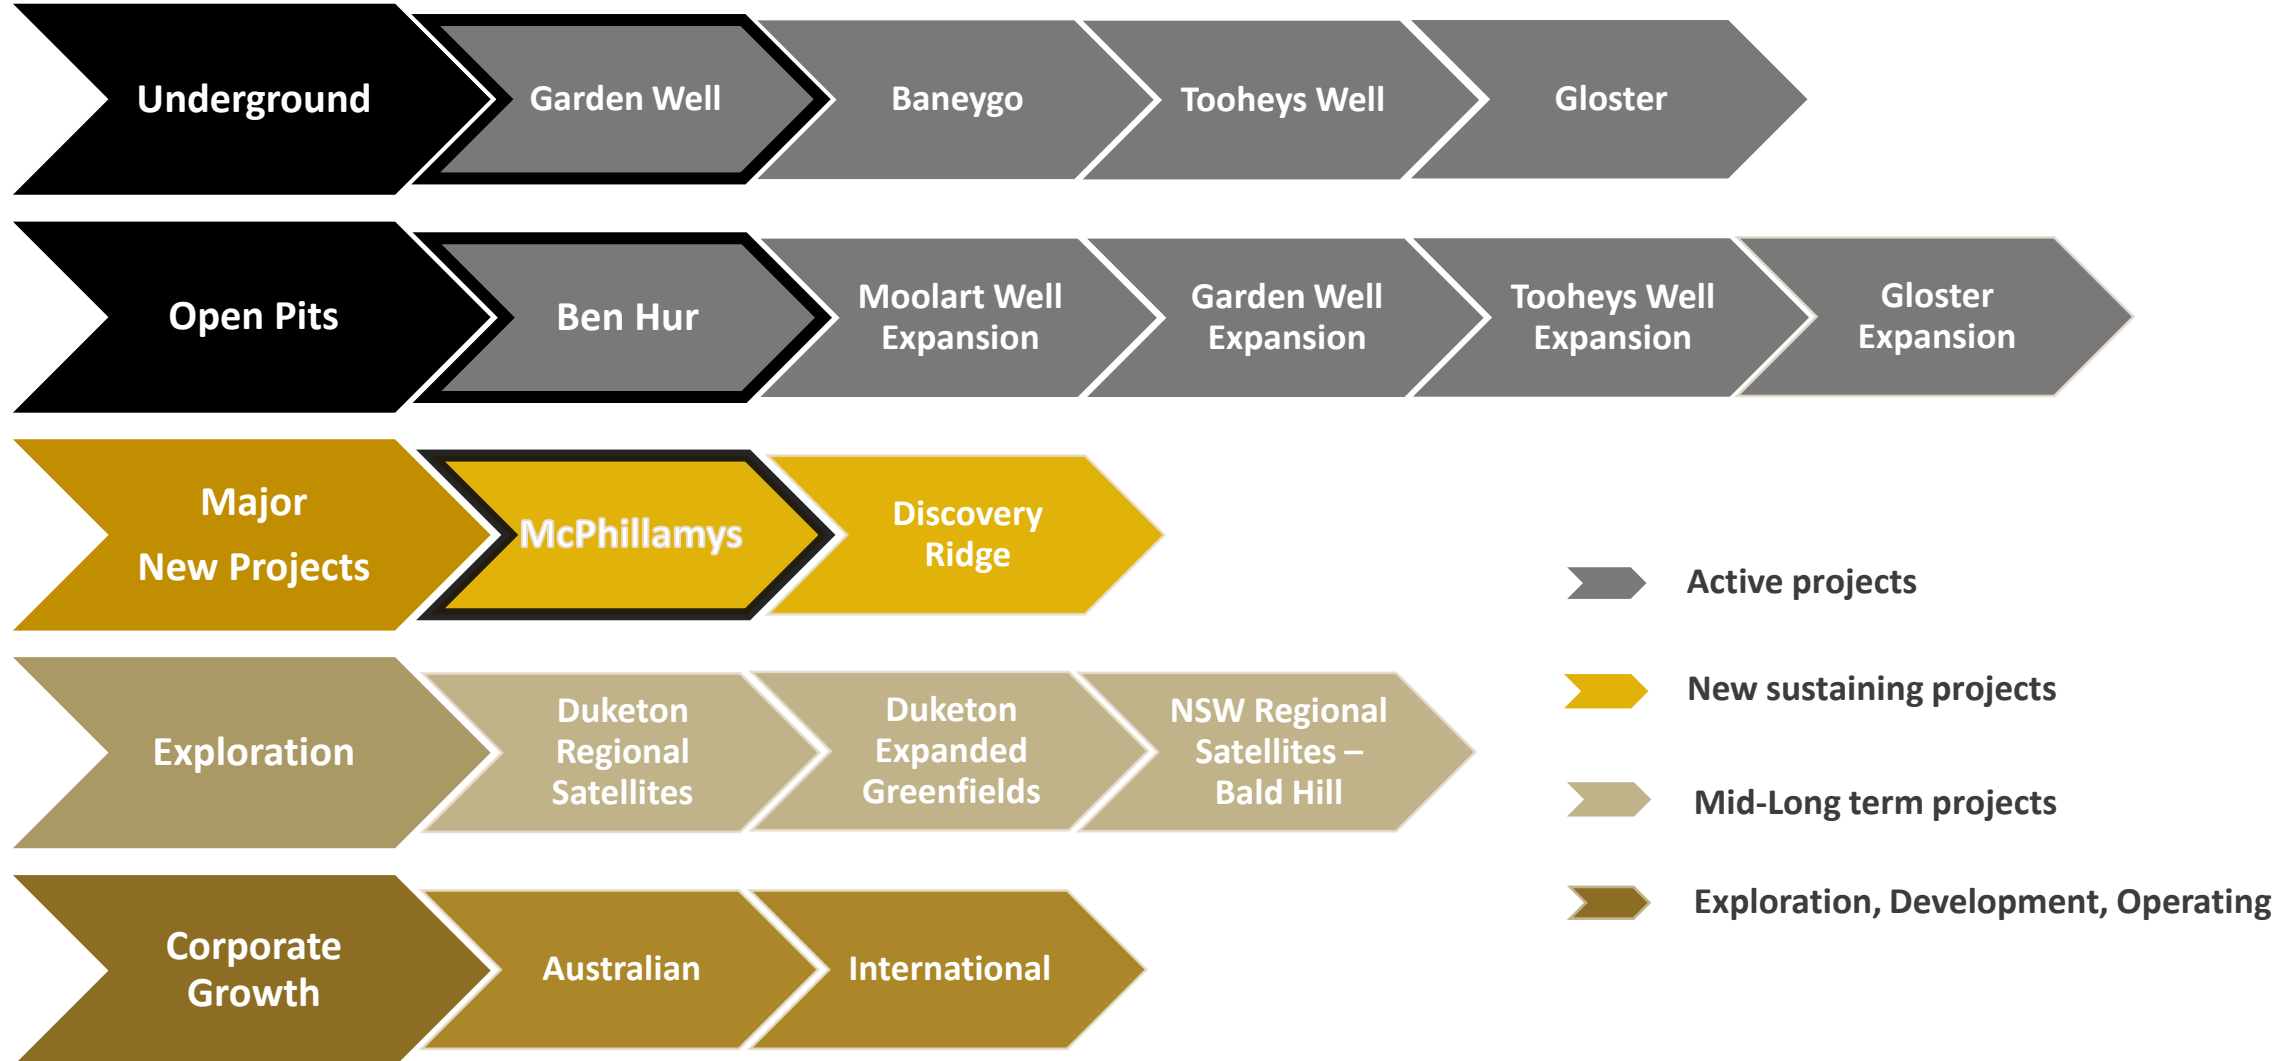 Underground
Garden Well
Baneygo
Tooheys Well
Gloster
Open Pits
Ben Hur
Moolart Well
Expansion
Garden Well
Expansion
Tooheys Well
Expansion
Gloster
Expansion
Major
New Projects
McPhillamys
Discovery
Ridge
Exploration
Duketon
Regional
Satellites
Duketon
Expanded
Greenfields
NSW Regional
Satellites –
Bald Hill
Corporate
Growth
Australian
International
Active projects
New sustaining projects
Mid-Long term projects
Exploration, Development, Operating